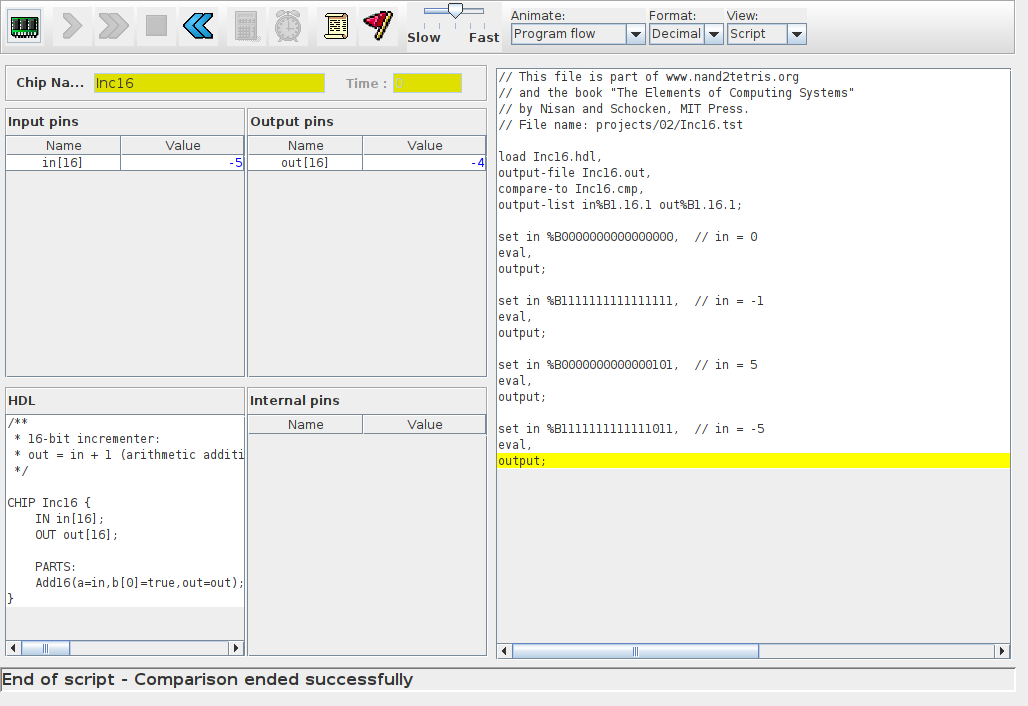 Slow Fast
Animate:
Program flow
Format:
Decimal
View:
Script
Chip Na...
Inc16
Time :
0
Input pins
Name Value
in[16] -5
Output pins
Name Value
out[16] -4
HDL
/**
 * 16-bit incrementer:
 * out = in + 1 (arithmetic additi
 */
CHIP Inc16 {
    IN in[16];
    OUT out[16];
    PARTS:
    Add16(a=in,b[0]=true,out=out);
}
Internal pins
Name Value
// This file is part of www.nand2tetris.org
// and the book "The Elements of Computing Systems"
// by Nisan and Schocken, MIT Press.
// File name: projects/02/Inc16.tst
load Inc16.hdl,
output-file Inc16.out,
compare-to Inc16.cmp,
output-list in%B1.16.1 out%B1.16.1;
set in %B0000000000000000,  // in = 0
eval,
output;
set in %B1111111111111111,  // in = -1
eval,
output;
set in %B0000000000000101,  // in = 5
eval,
output;
set in %B1111111111111011,  // in = -5
eval,
output;
End of script - Comparison ended successfully